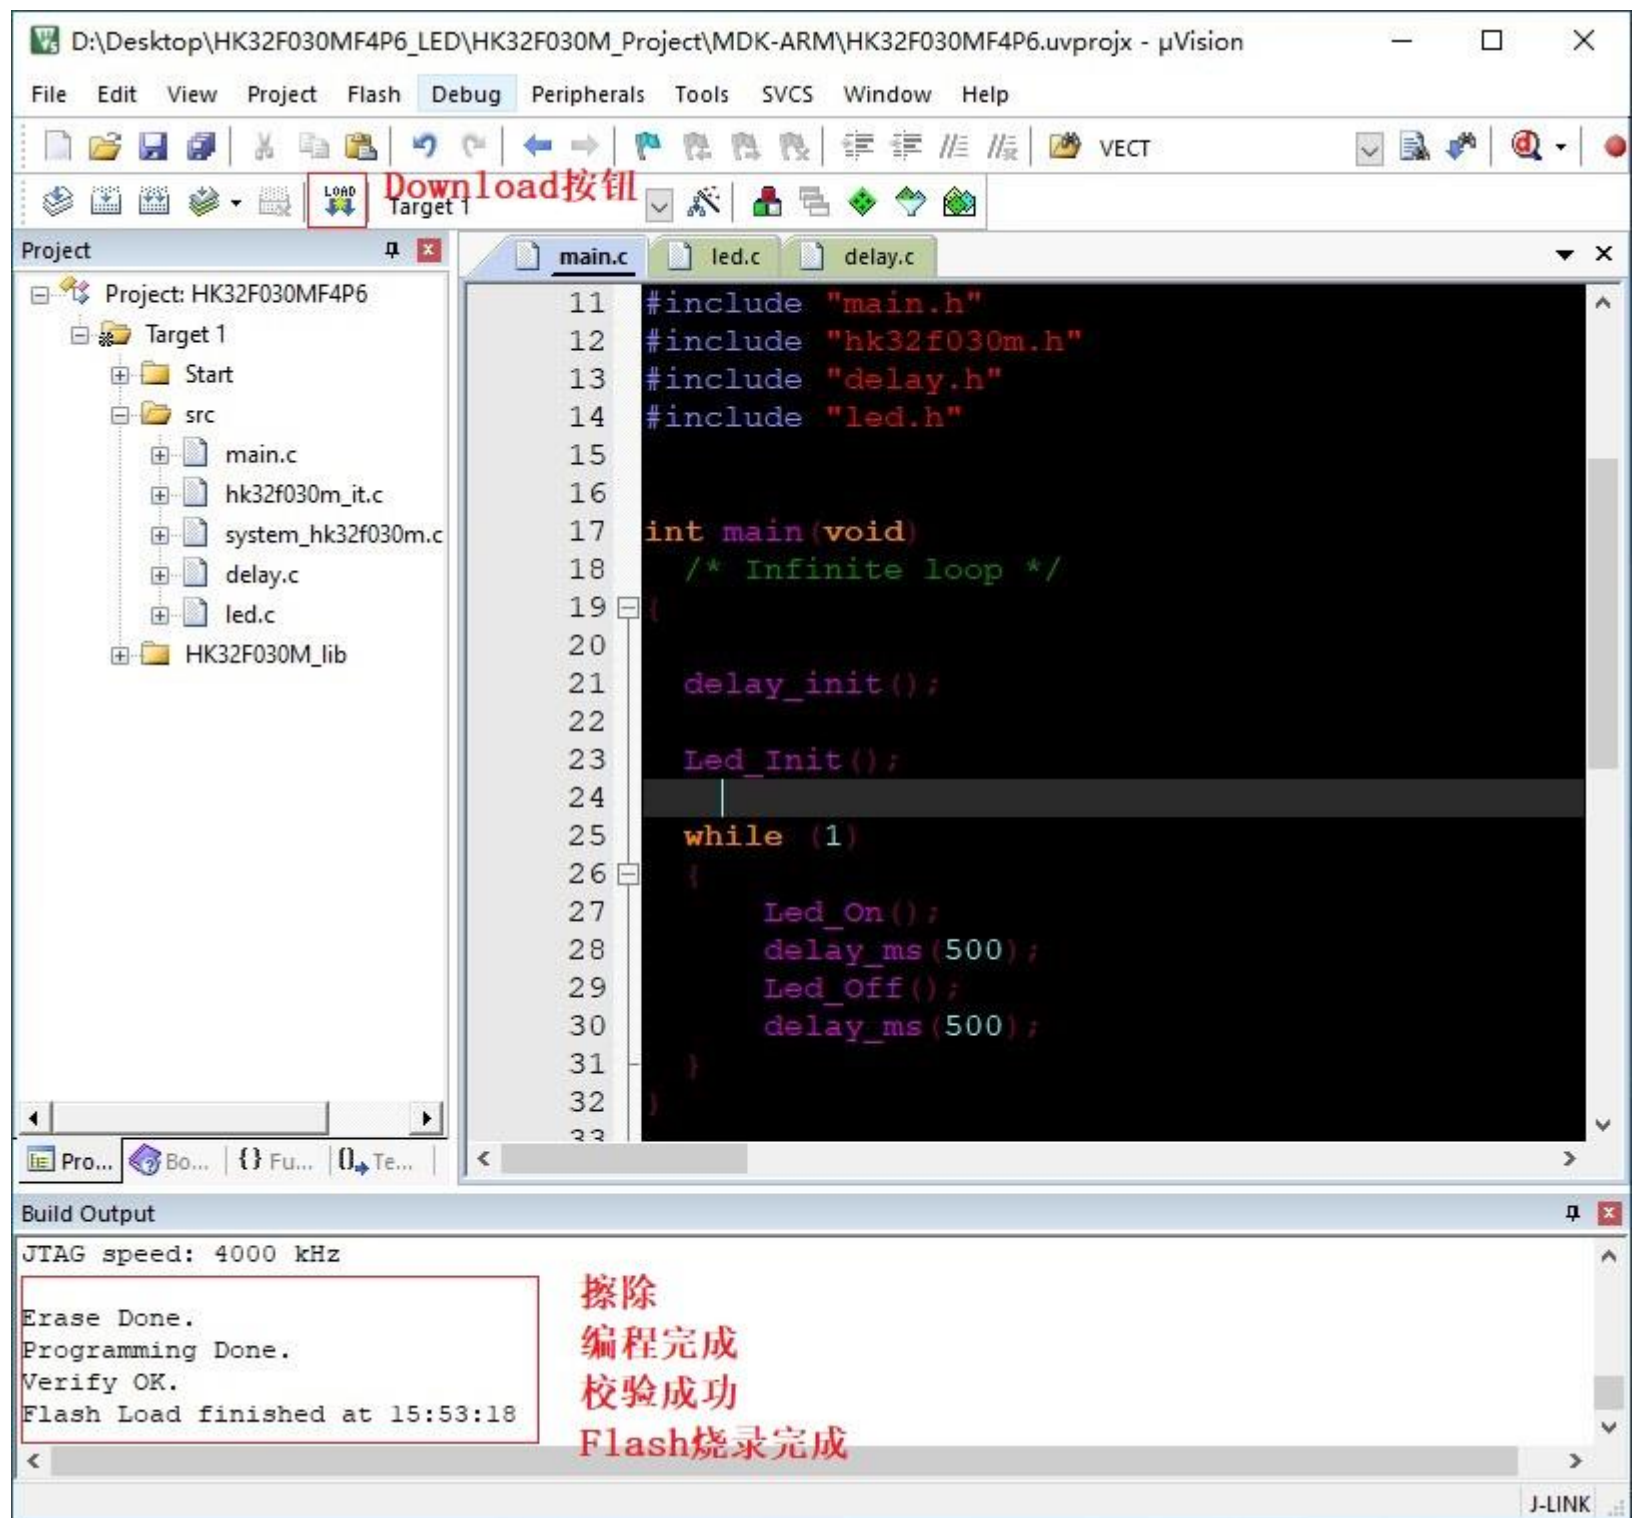 D:\Desktop\HK32F030MF4P6_LED\HK32F030M_Project\MDK-ARM\HK32F030MF4P6.uvprojx - µVision
File Edit View Project Flash Debug Peripherals Tools SVCS Window Help
VECT
LOAD Download按钮
Target 1
Project
main.c led.c delay.c
Project: HK32F030MF4P6
Target 1
Start
src
main.c
hk32f030m_it.c
system_hk32f030m.c
delay.c
led.c
HK32F030M_lib
11 #include "main.h"
12 #include "hk32f030m.h"
13 #include "delay.h"
14 #include "led.h"
15
16
17 int main(void)
18 /* Infinite loop */
19 {
20
21 delay_init();
22
23 Led_Init();
24
25 while (1)
26 {
27 Led_On();
28 delay_ms(500);
29 Led_Off();
30 delay_ms(500);
31 }
32 }
33
Pro... Bo... {} Fu... Te...
Build Output
JTAG speed: 4000 kHz
Erase Done.
Programming Done.
Verify OK.
Flash Load finished at 15:53:18
擦除
编程完成
校验成功
Flash烧录完成
J-LINK